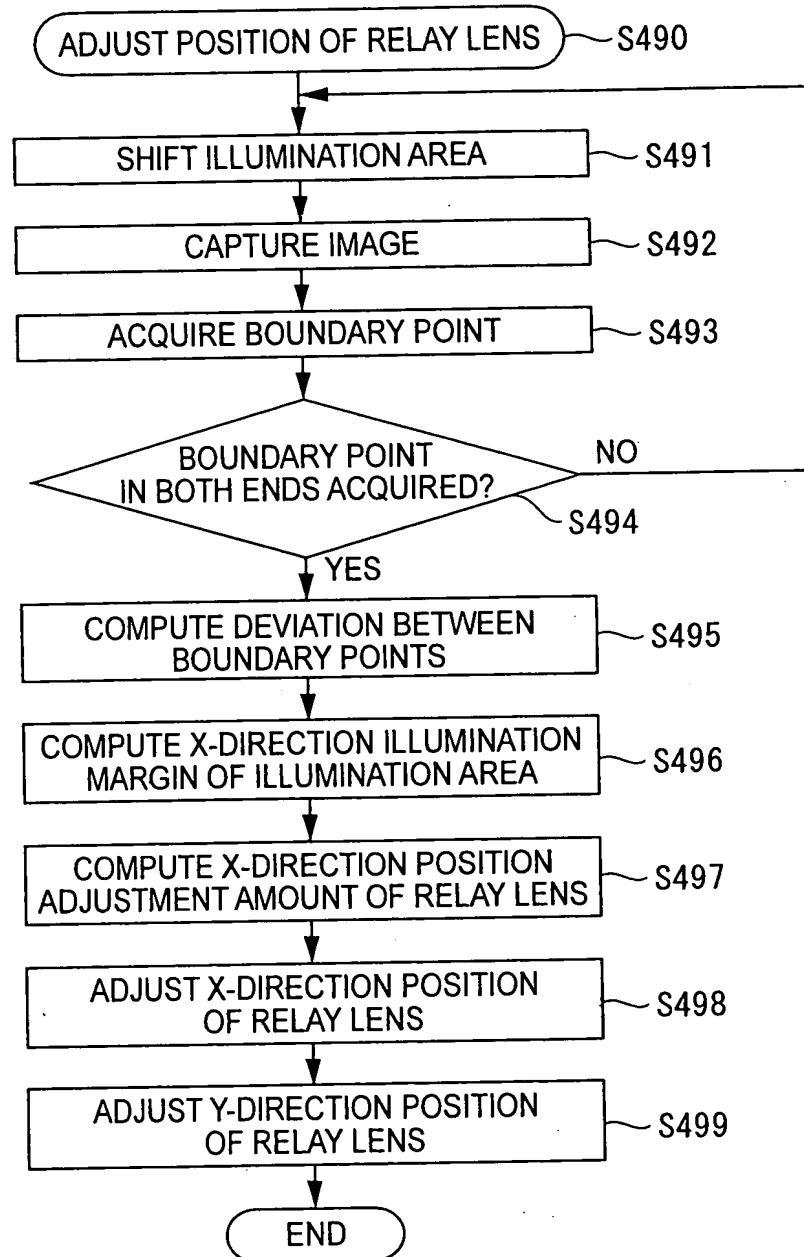 ADJUST POSITION OF RELAY LENS S490
SHIFT ILLUMINATION AREA S491
CAPTURE IMAGE S492
ACQUIRE BOUNDARY POINT S493
BOUNDARY POINT
IN BOTH ENDS ACQUIRED?
NO
S494
YES
COMPUTE DEVIATION BETWEEN
BOUNDARY POINTS
S495
COMPUTE X-DIRECTION ILLUMINATION
MARGIN OF ILLUMINATION AREA
S496
COMPUTE X-DIRECTION POSITION
ADJUSTMENT AMOUNT OF RELAY LENS
S497
ADJUST X-DIRECTION POSITION
OF RELAY LENS
S498
ADJUST Y-DIRECTION POSITION
OF RELAY LENS
S499
END